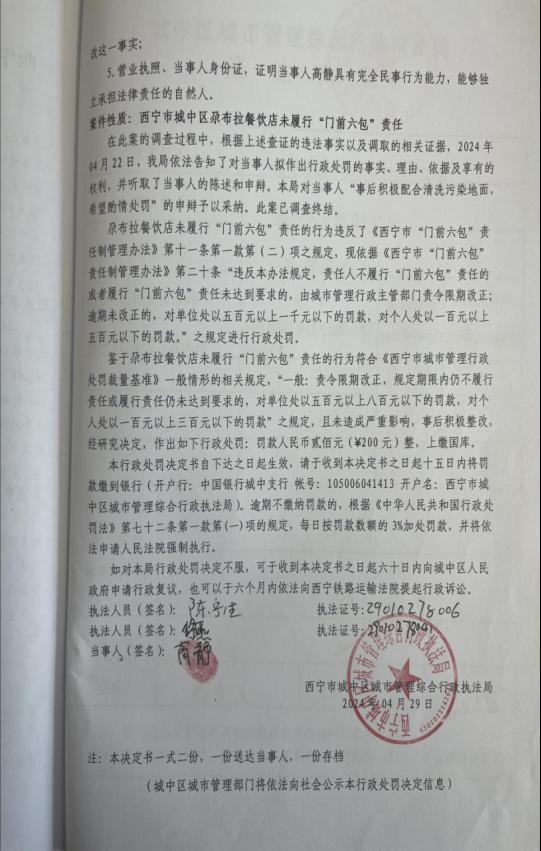 改这一事实；
5.营业执照、当事人身份证，证明当事人高静具有完全民事行为能力，能够独
立承担法律责任的自然人。
案件性质：西宁市城中区尕布拉餐饮店未履行“门前六包”责任
在此案的调查过程中，根据上述查证的违法事实以及调取的相关证据，2024年
04月22日，我局依法告知了对当事人拟作出行政处罚的事实、理由、依据及享有的
权利，并听取了当事人的陈述和申辩。本局对当事人“事后积极配合清洗污染地面，
希望酌情处罚”的申辩予以采纳。此案已调查终结。
尕布拉餐饮店未履行“门前六包”责任的行为违反了《西宁市“门前六包”责
任制管理办法》第十一条第一款第（二）项之规定，现依据《西宁市“门前六包”
责任制管理办法》第二十条“违反本办法规定，责任人不履行“门前六包”责任的
或者履行“门前六包”责任未达到要求的，由城市管理行政主管部门责令限期改正；
逾期未改正的，对单位处以五百元以上一千元以下的罚款，对个人处以一百元以上
五百元以下的罚款。”之规定进行行政处罚。
鉴于尕布拉餐饮店未履行“门前六包”责任的行为符合《西宁市城市管理行政
处罚裁量基准》一般情形的相关规定，“一般：责令限期改正，规定期限内仍不履行
责任或履行责任仍未达到要求的，对单位处以五百元以上八百元以下的罚款，对个
人处以一百元以上三百元以下的罚款”之规定，且未造成严重影响，事后积极整改，
经研究决定，作出如下行政处罚：罚款人民币贰佰元（¥200元）整，上缴国库。
本行政处罚决定书自下达之日起生效，请于收到本决定书之日起十五日内将罚
款缴到银行（开户行：中国银行城中支行 帐号：105006041413 开户名：西宁市城
中区城市管理综合行政执法局）。逾期不缴纳罚款的，根据《中华人民共和国行政处
罚法》第七十二条第一款第(一)项的规定，每日按罚款数额的3%加处罚款，并将依
法申请人民法院强制执行。
如对本局行政处罚决定不服，可于收到本决定书之日起六十日内向城中区人民
政府申请行政复议，也可以于六个月内依法向西宁铁路运输法院提起行政诉讼。
执法人员（签名）： 执法证号：29010278006
执法人员（签名）： 执法证号：29010278041
当事人（签名）：高静
西宁市城中区城市管理综合行政执法局
2024年04月29日
注：本决定书一式二份，一份送达当事人，一份存档
（城中区城市管理部门将依法向社会公示本行政处罚决定信息）